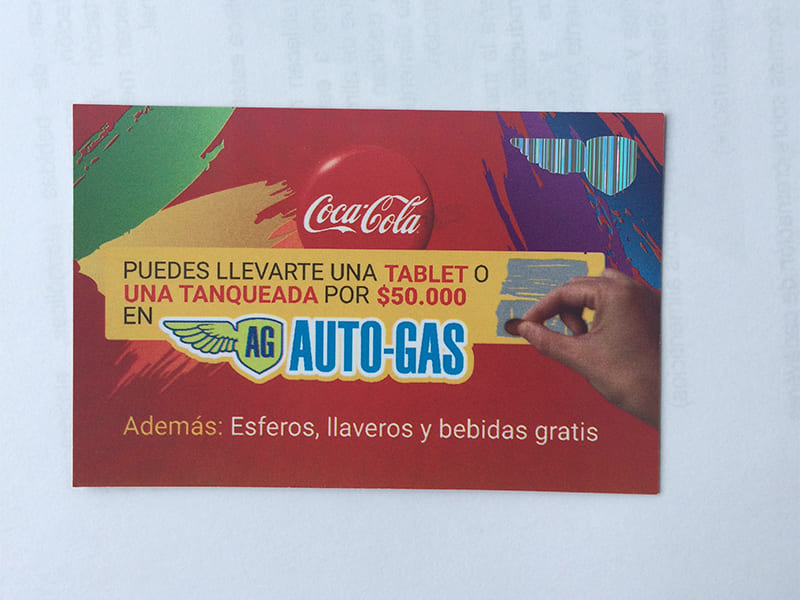 Coca-Cola
PUEDES LLEVARTE UNA TABLET O
UNA TANQUEADA POR $50.000
EN AG AUTO-GAS
Además: Esferos, llaveros y bebidas gratis